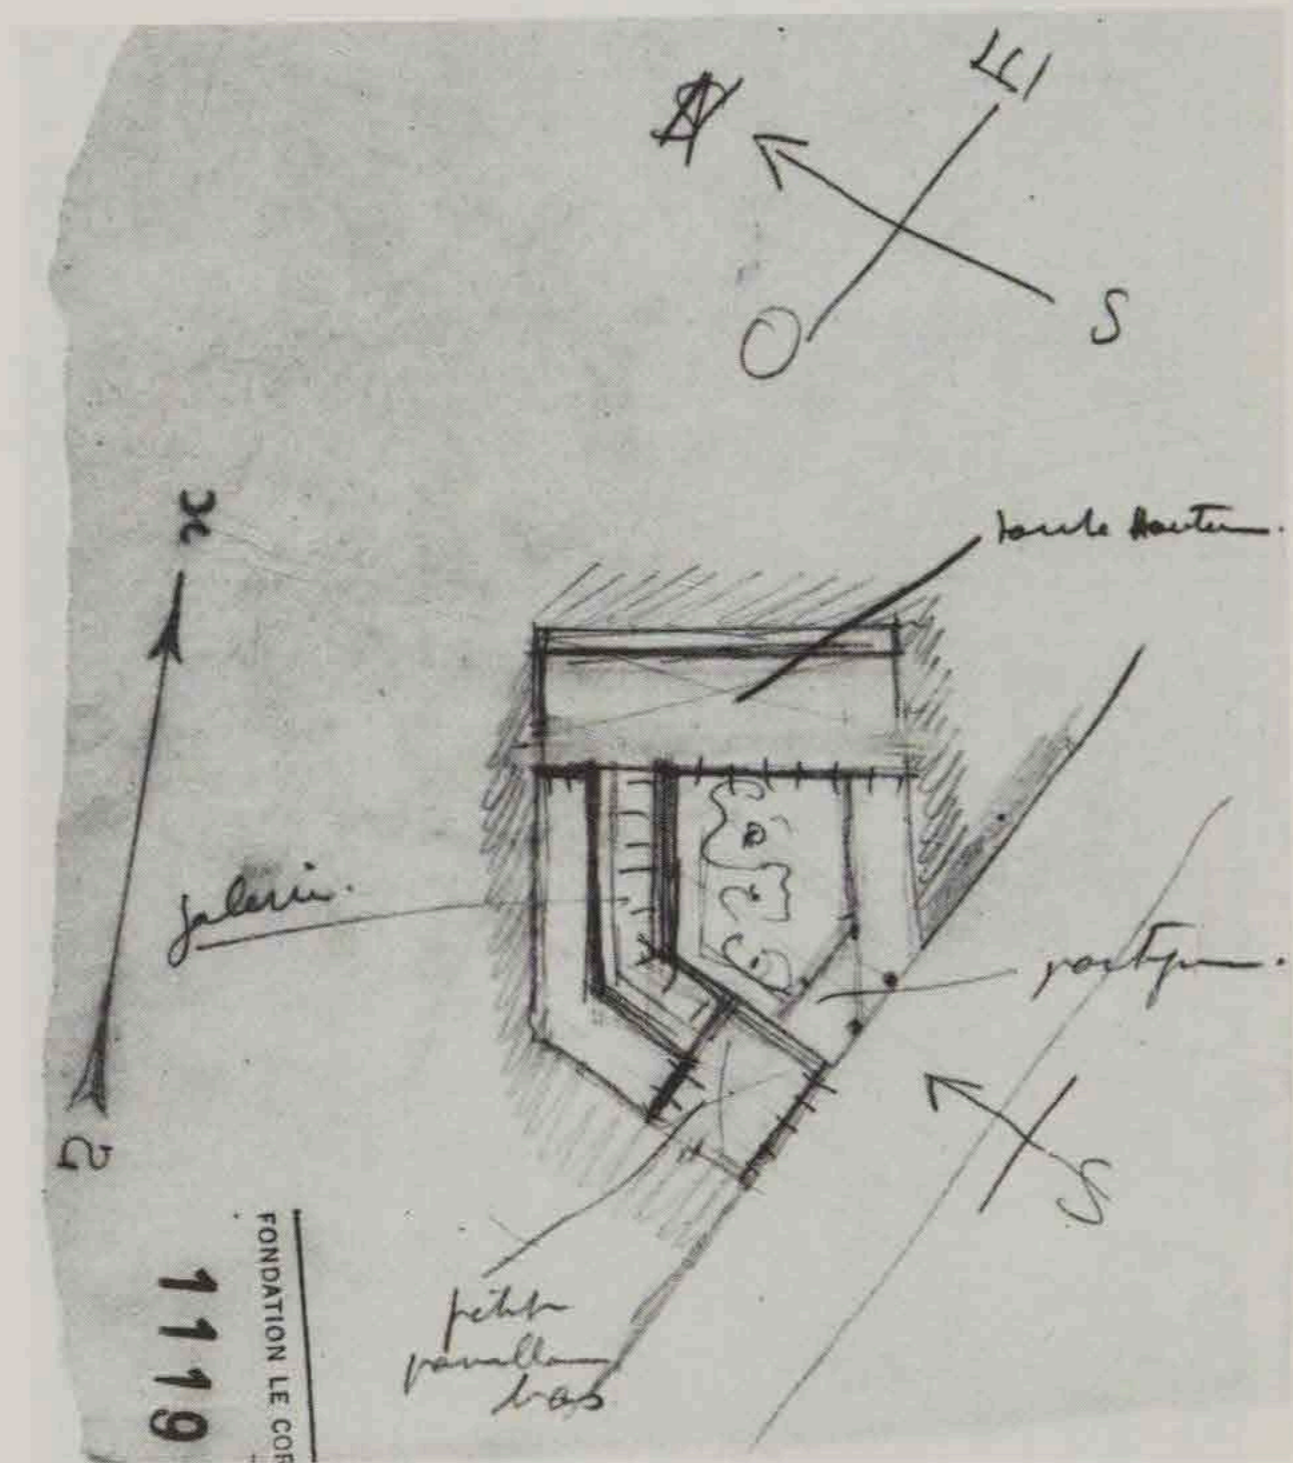 N
E
O
S
toute hauteur.
galerie.
portique.
S
petit
pavillon
bas
FONDATION LE COR
1119